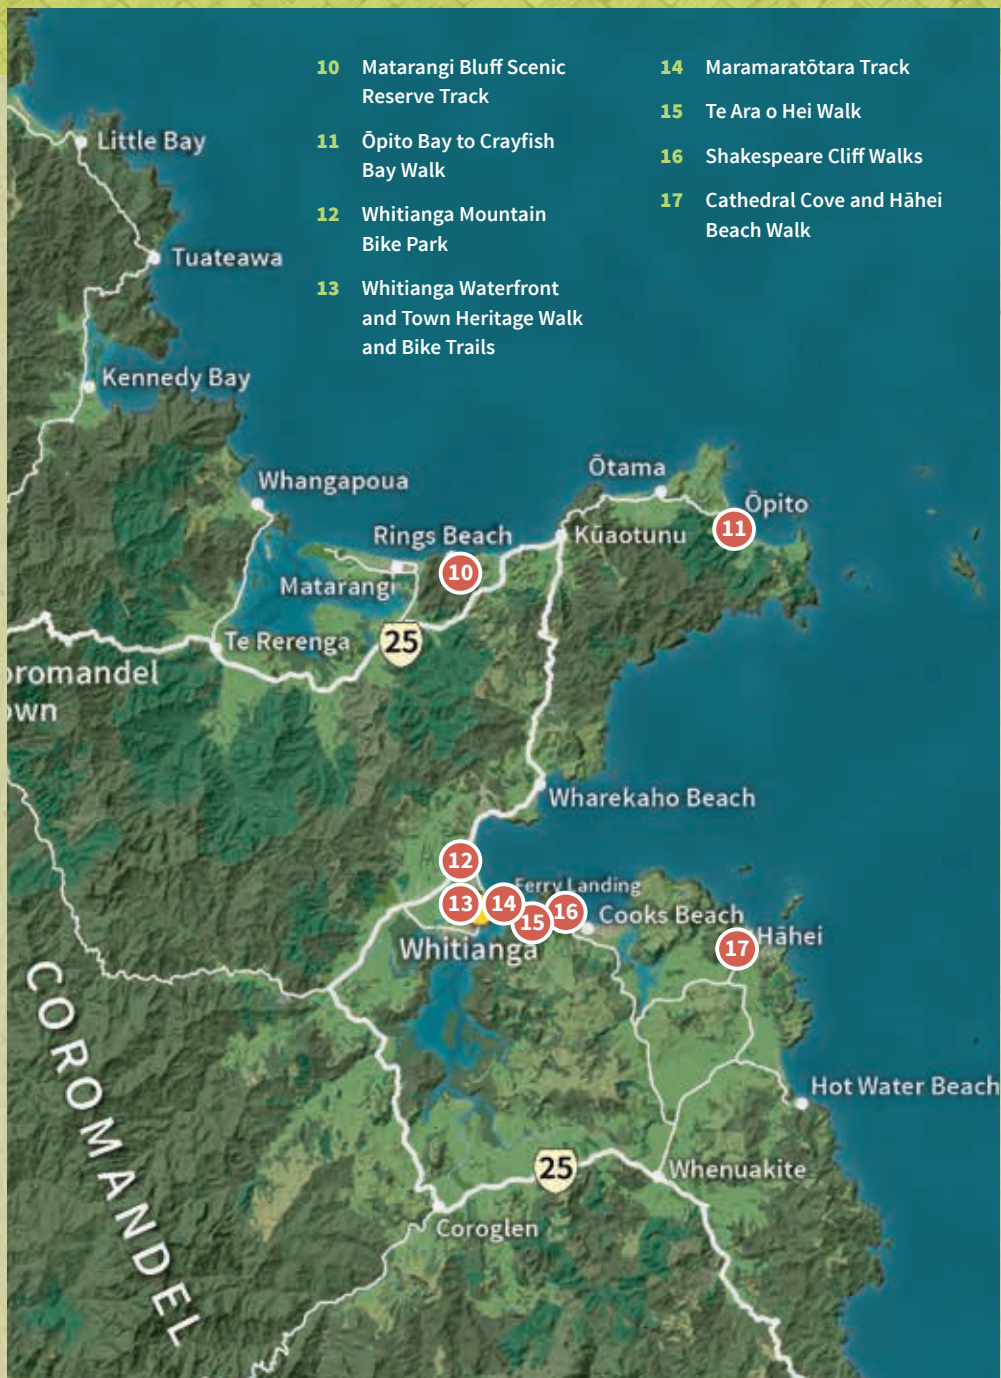 10 Matarangi Bluff Scenic
Reserve Track
11 Ōpito Bay to Crayfish
Bay Walk
12 Whitianga Mountain
Bike Park
13 Whitianga Waterfront
and Town Heritage Walk
and Bike Trails
14 Maramaratōtara Track
15 Te Ara o Hei Walk
16 Shakespeare Cliff Walks
17 Cathedral Cove and Hāhei
Beach Walk
Little Bay
Tuateawa
Kennedy Bay
Whangapoua
Ōtama
Ōpito
11
Rings Beach
Kūaotunu
10
Matarangi
Te Rerenga
25
oromandel
own
Wharekaho Beach
12
Ferry Landing
13
14
15
16
Cooks Beach
Hāhei
17
Whitianga
COROMANDEL
Hot Water Beach
25
Whenuakite
Coroglen